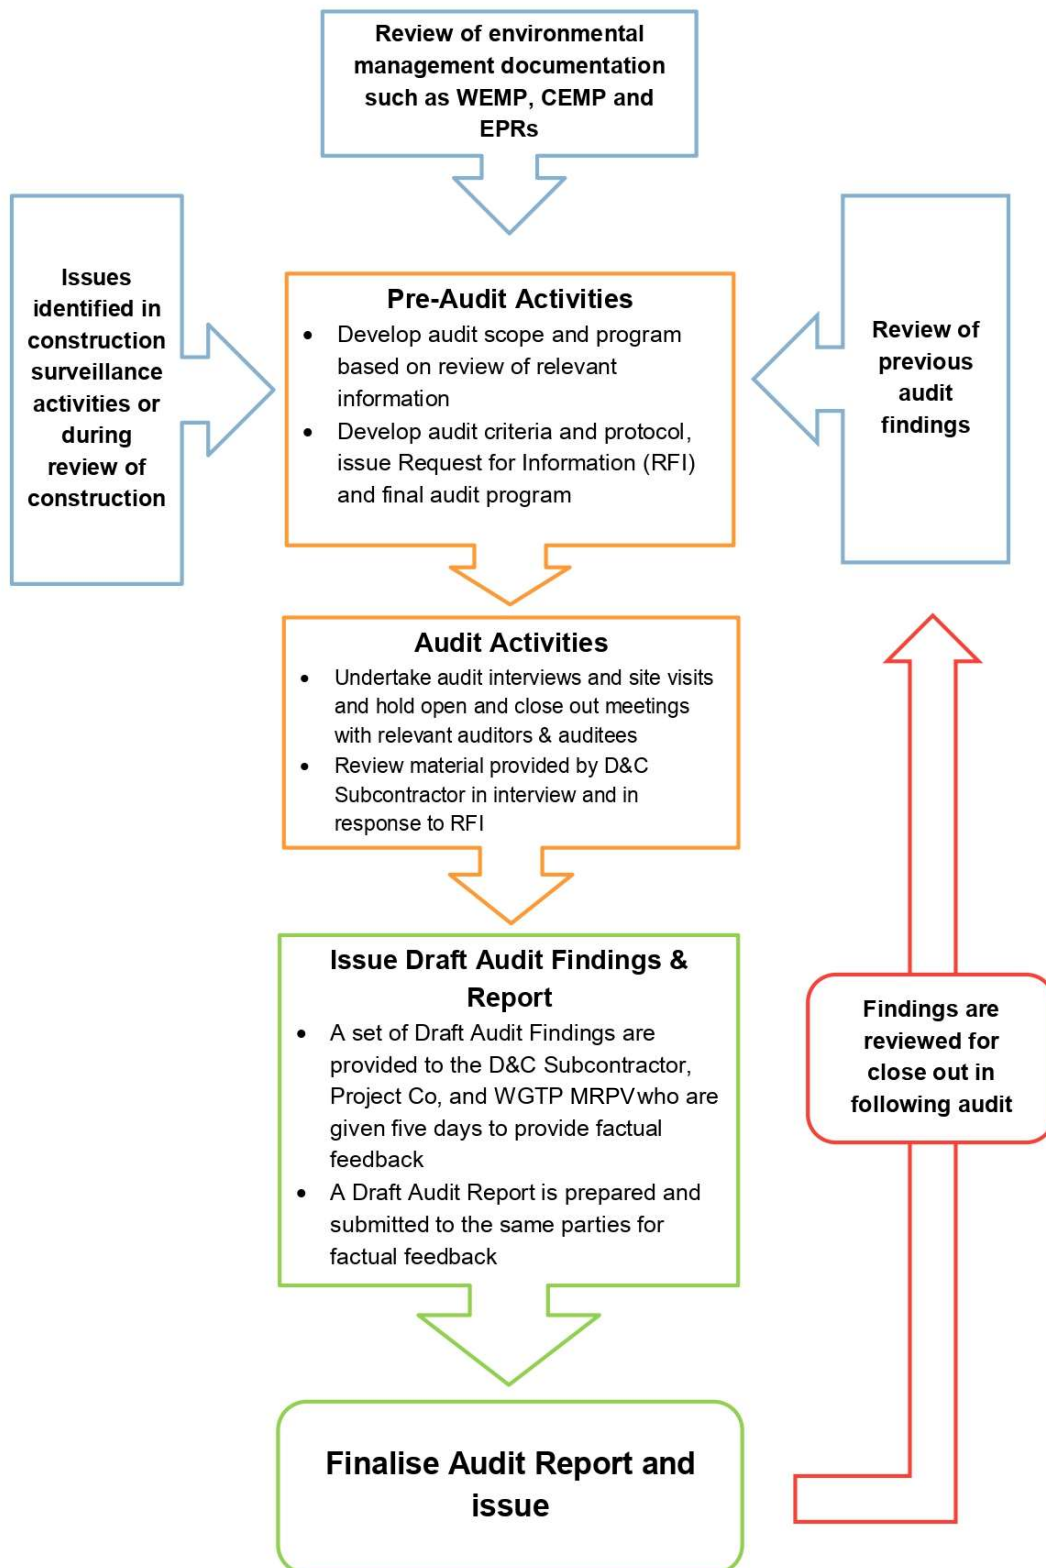 Review of environmental
management documentation
such as WEMP, CEMP and
EPRs
Issues
identified in
construction
surveillance
activities or
during
review of
construction
Pre-Audit Activities
• Develop audit scope and program
based on review of relevant
information
• Develop audit criteria and protocol,
issue Request for Information (RFI)
and final audit program
Review of
previous
audit
findings
Audit Activities
• Undertake audit interviews and site visits
and hold open and close out meetings
with relevant auditors & auditees
• Review material provided by D&C
Subcontractor in interview and in
response to RFI
Issue Draft Audit Findings &
Report
• A set of Draft Audit Findings are
provided to the D&C Subcontractor,
Project Co, and WGTP MRPVwho are
given five days to provide factual
feedback
• A Draft Audit Report is prepared and
submitted to the same parties for
factual feedback
Findings are
reviewed for
close out in
following audit
Finalise Audit Report and
issue